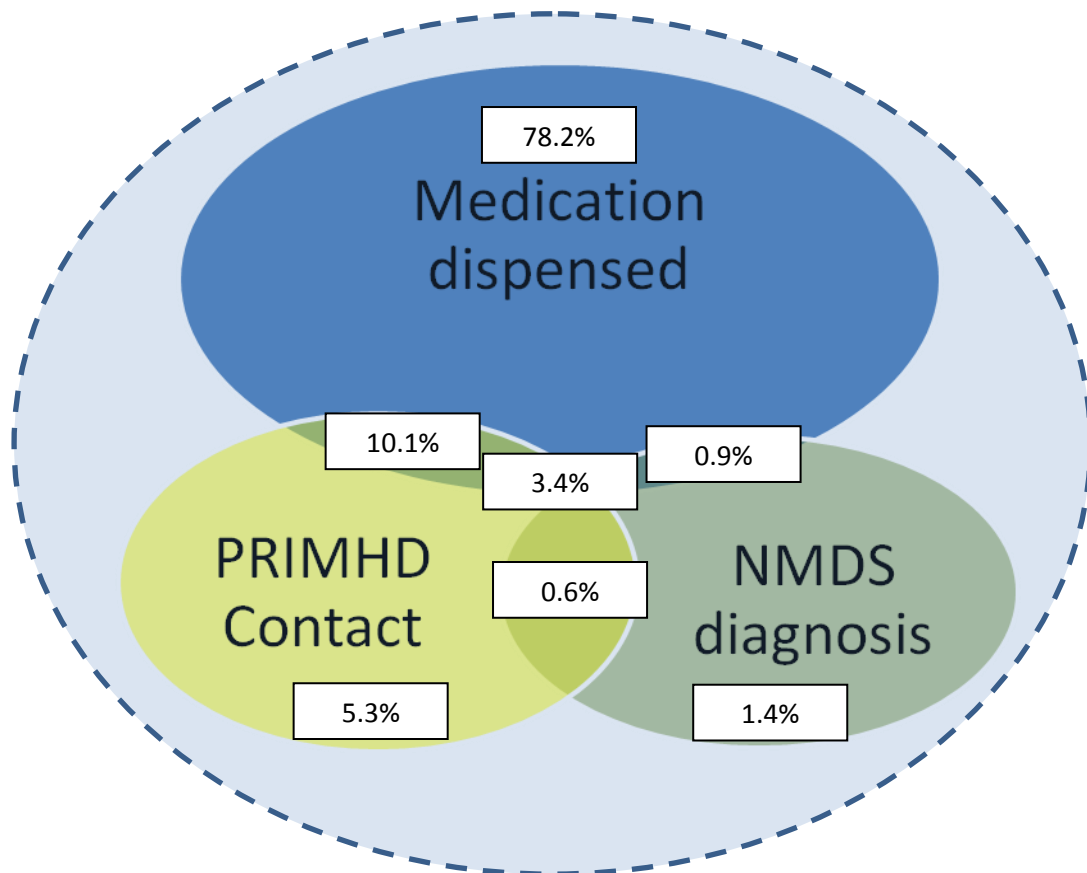 78.2%
Medication
dispensed
10.1%
0.9%
3.4%
PRIMHD
Contact
0.6%
NMDS
diagnosis
5.3%
1.4%